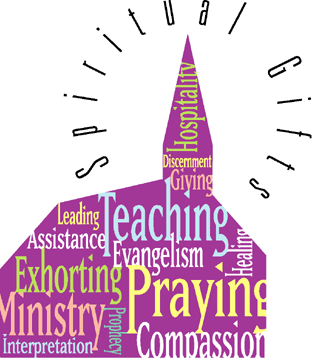 Spiritual Gifts
Hospitality
Discernment
Giving
Leading
Teaching
Assistance
Evangelism
Healing
Exhorting
Praying
Ministry
Prophecy
Interpretation
Compassion